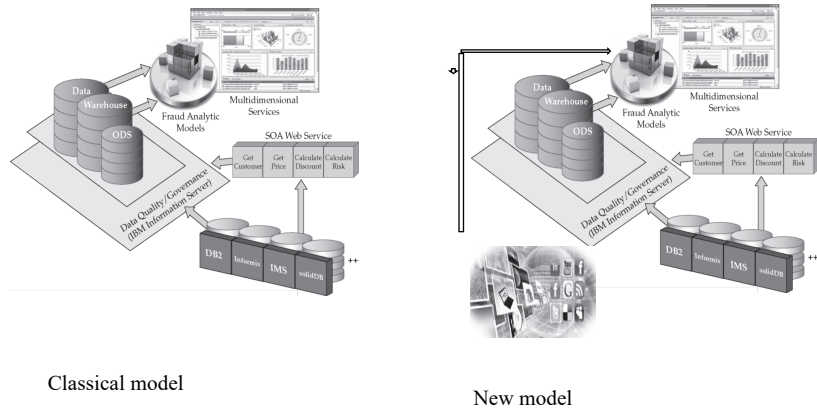 Data
Warehouse
ODS
Fraud Analytic
Models
Multidimensional
Services
SOA Web Service
Get
Customer
Get
Price
Calculate
Discount
Calculate
Risk
Data Quality/Governance
(IBM Information Server)
DB2
Informix
IMS
solidDB
++
Classical model
Data
Warehouse
ODS
Fraud Analytic
Models
Multidimensional
Services
SOA Web Service
Get
Customer
Get
Price
Calculate
Discount
Calculate
Risk
Data Quality/Governance
(IBM Information Server)
DB2
Informix
IMS
solidDB
++
New model